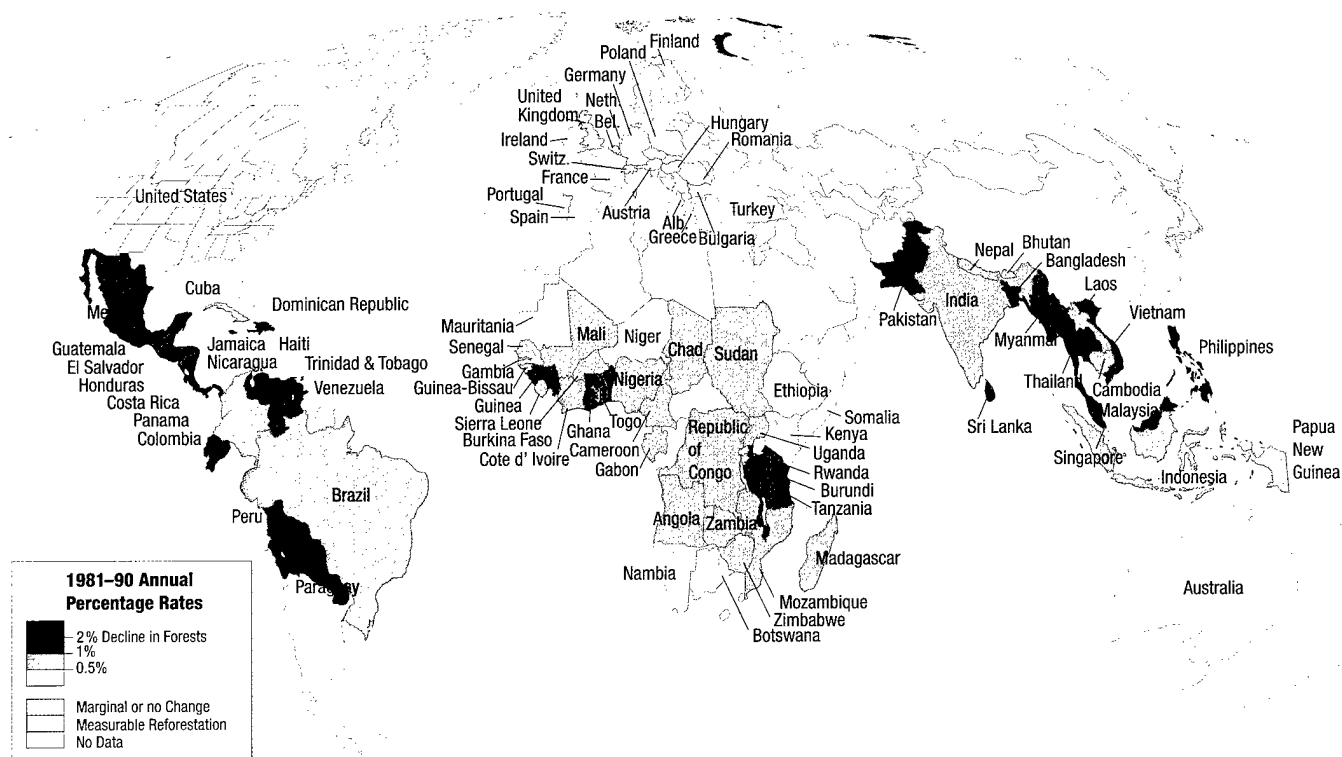 Finland
Poland
Germany
United
Kingdom
Neth.
Bel.
Ireland
Hungary
Romania
Switz.
France
Portugal
Spain
Austria
Alb.
Greece
Bulgaria
Turkey
United States
Cuba
Dominican Republic
Me
Jamaica
Haiti
Guatemala
Nicaragua
Trinidad & Tobago
El Salvador
Venezuela
Honduras
Costa Rica
Panama
Colombia
Peru
Brazil
Paraguay
Mauritania
Senegal
Gambia
Guinea-Bissau
Guinea
Sierra Leone
Burkina Faso
Cote d' Ivoire
Mali
Niger
Chad
Sudan
Nigeria
Ghana
Togo
Cameroon
Gabon
Ethiopia
Somalia
Kenya
Uganda
Republic
of
Congo
Rwanda
Burundi
Tanzania
Angola
Zambia
Madagascar
Nambia
Mozambique
Zimbabwe
Botswana
Pakistan
India
Nepal
Bhutan
Bangladesh
Laos
Vietnam
Myanmar
Philippines
Thailand
Cambodia
Malaysia
Sri Lanka
Singapore
Indonesia
Papua
New
Guinea
Australia
1981–90 Annual
Percentage Rates
2% Decline in Forests
1%
0.5%
Marginal or no Change
Measurable Reforestation
No Data